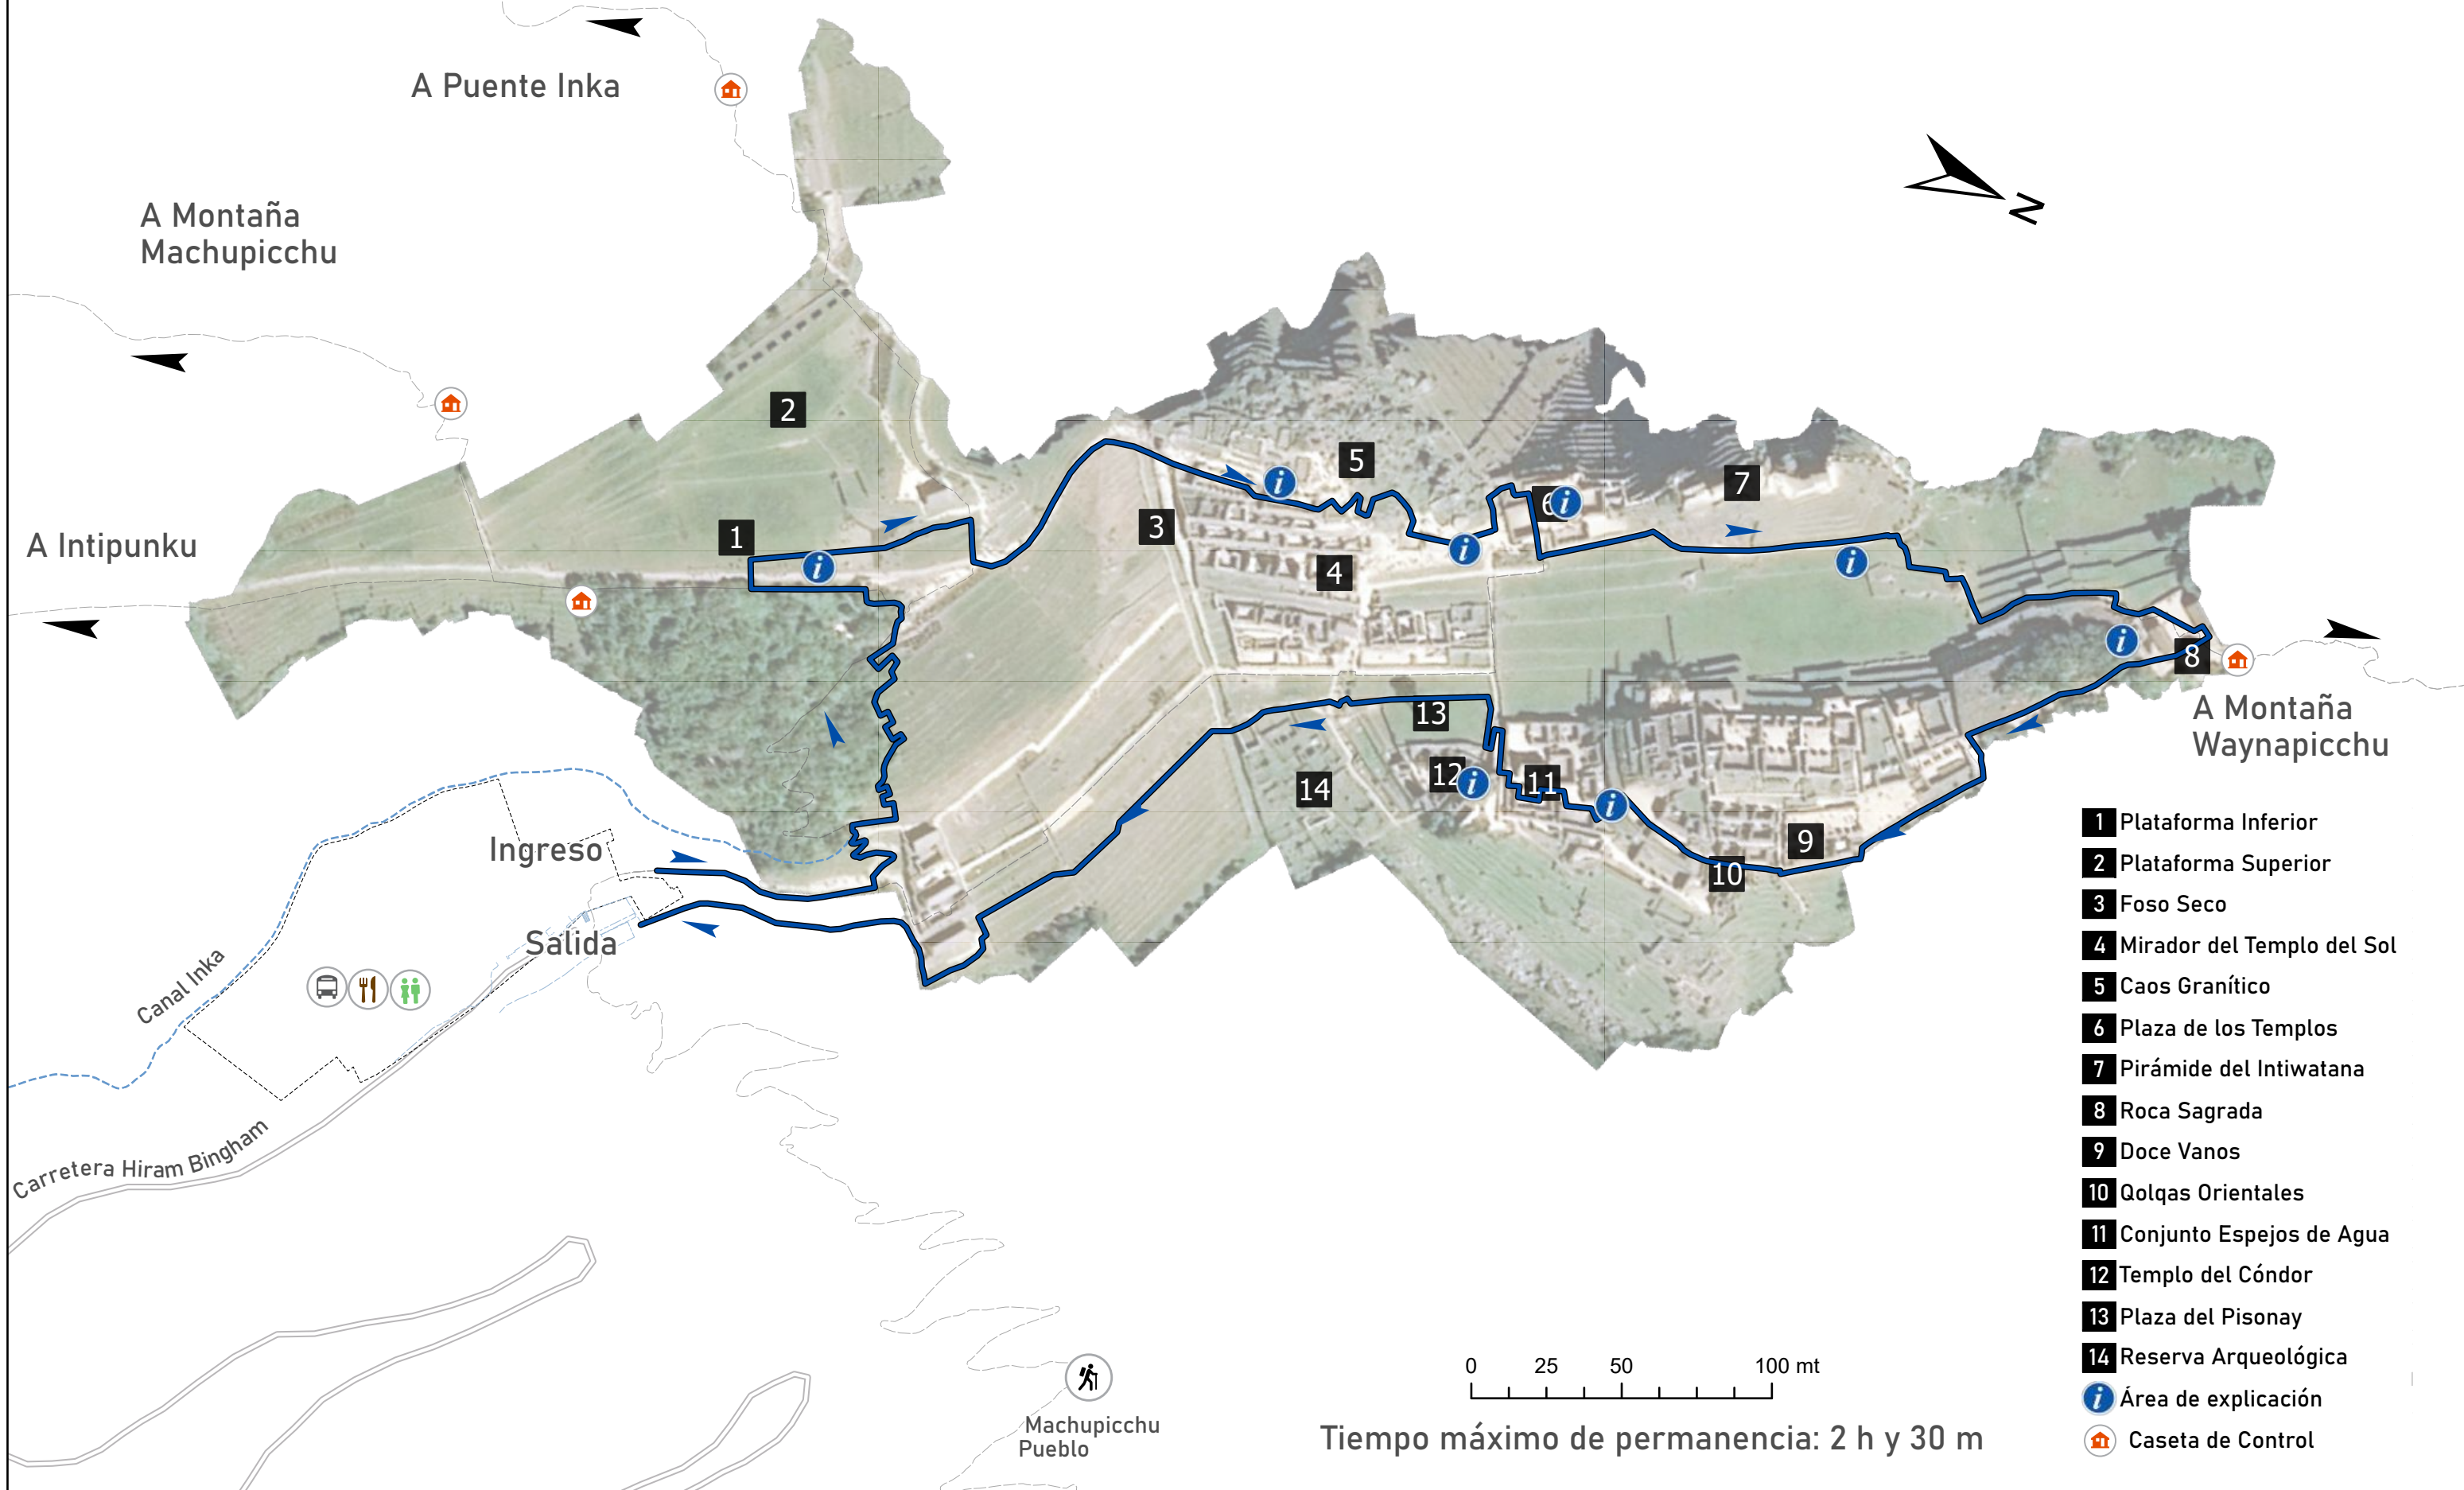 A Puente Inka
A Montaña
Machupicchu
A Intipunku
N
1
2
3
4
5
6
7
8
9
10
11
12
13
14
i
i
i
i
i
i
i
i
A Montaña
Waynapicchu
Ingreso
Salida
Canal Inka
Carretera Hiram Bingham
Machupicchu
Pueblo
0 25 50 100 mt
Tiempo máximo de permanencia: 2 h y 30 m
1 Plataforma Inferior
2 Plataforma Superior
3 Foso Seco
4 Mirador del Templo del Sol
5 Caos Granítico
6 Plaza de los Templos
7 Pirámide del Intiwatana
8 Roca Sagrada
9 Doce Vanos
10 Qolqas Orientales
11 Conjunto Espejos de Agua
12 Templo del Cóndor
13 Plaza del Pisonay
14 Reserva Arqueológica
i Área de explicación
Caseta de Control